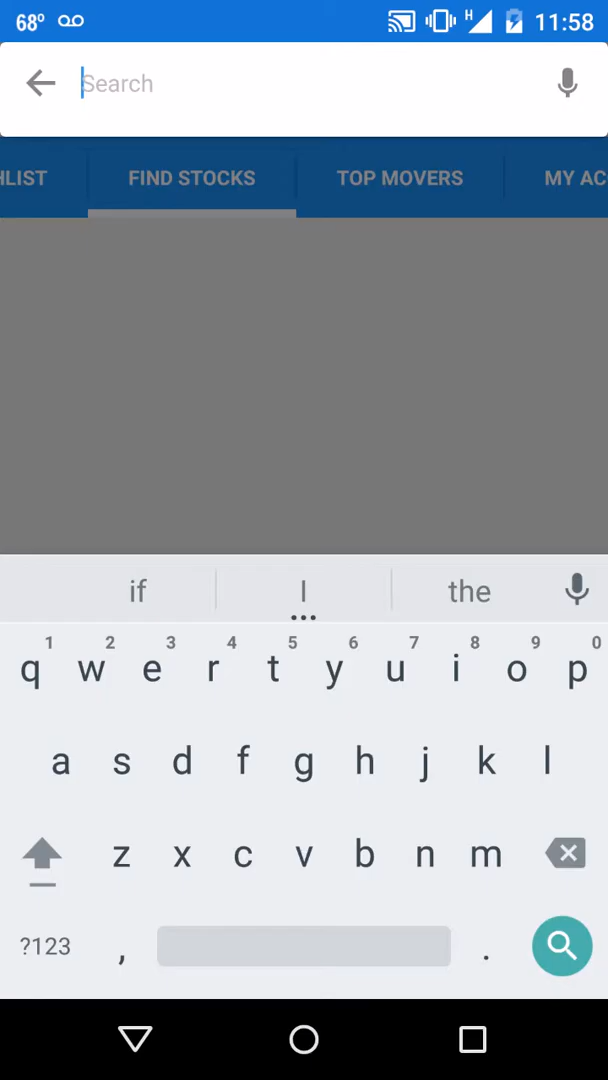 68° H 11:58
Search
HLIST FIND STOCKS TOP MOVERS MY AC
if I the
1 2 3 4 5 6 7 8 9 0
q w e r t y u i o p
a s d f g h j k l
z x c v b n m
?123 , .